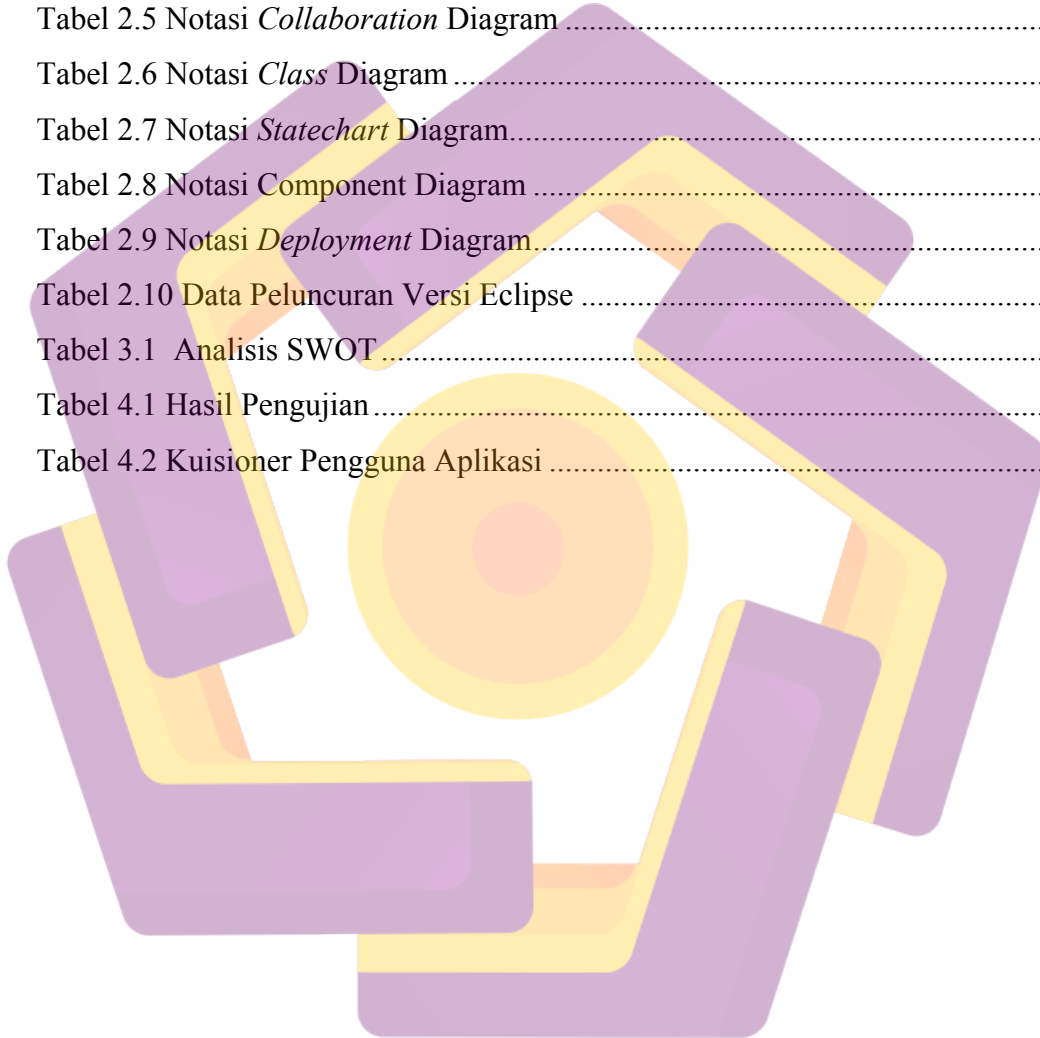 Tabel 2.5 Notasi Collaboration Diagram ........................................................
Tabel 2.6 Notasi Class Diagram ........................................................................
Tabel 2.7 Notasi Statechart Diagram................................................................
Tabel 2.8 Notasi Component Diagram .............................................................
Tabel 2.9 Notasi Deployment Diagram.............................................................
Tabel 2.10 Data Peluncuran Versi Eclipse .......................................................
Tabel 3.1  Analisis SWOT ..................................................................................
Tabel 4.1 Hasil Pengujian ...................................................................................
Tabel 4.2 Kuisioner Pengguna Aplikasi ...........................................................